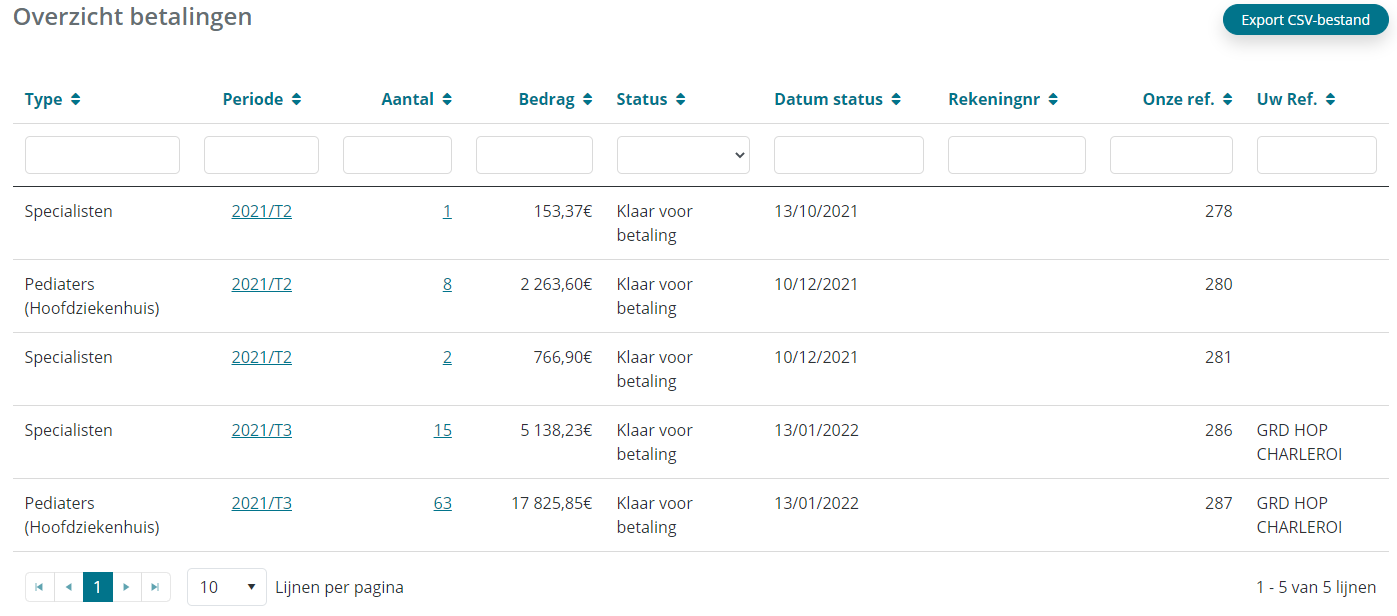 Overzicht betalingen
Export CSV-bestand
Type Periode Aantal Bedrag Status Datum status Rekeningnr Onze ref. Uw Ref.
Specialisten 2021/T2 1 153,37€ Klaar voor 13/10/2021 278
betaling
Pediaters 2021/T2 8 2 263,60€ Klaar voor 10/12/2021 280
(Hoofdziekenhuis) betaling
Specialisten 2021/T2 2 766,90€ Klaar voor 10/12/2021 281
betaling
Specialisten 2021/T3 15 5 138,23€ Klaar voor 13/01/2022 286 GRD HOP
betaling CHARLEROI
Pediaters 2021/T3 63 17 825,85€ Klaar voor 13/01/2022 287 GRD HOP
(Hoofdziekenhuis) betaling CHARLEROI
1 10 Lijnen per pagina 1 - 5 van 5 lijnen